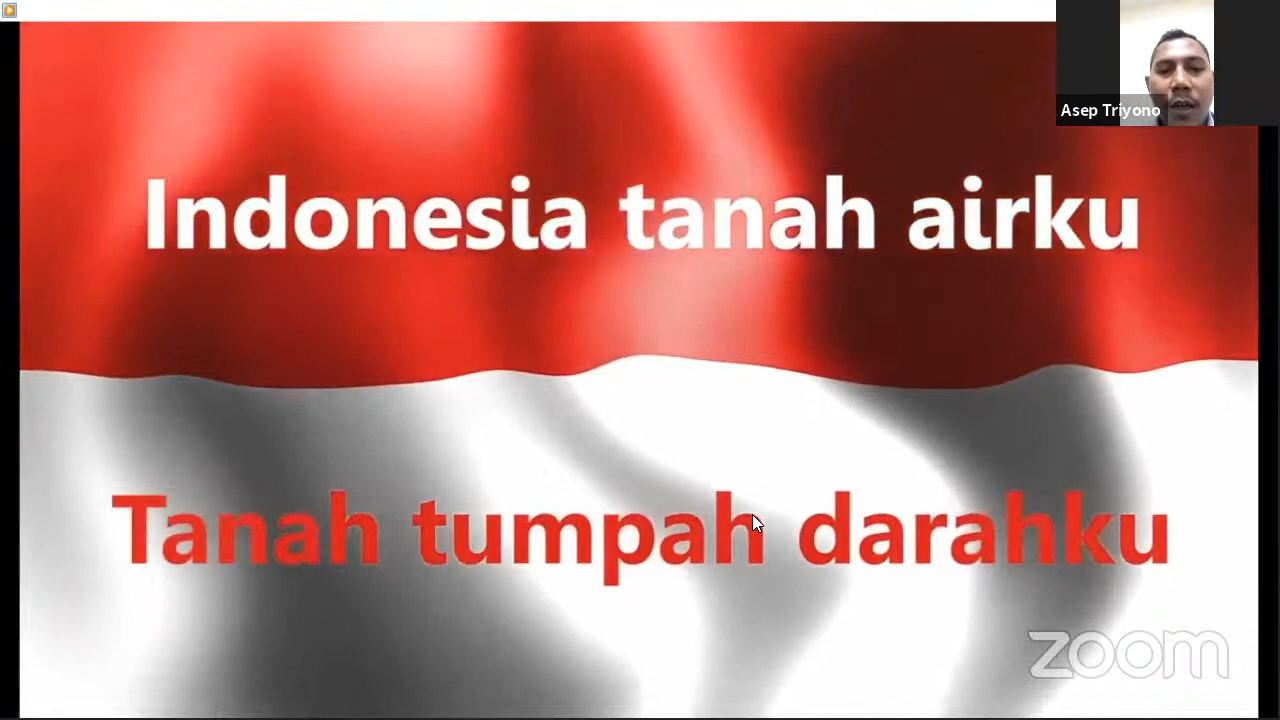 Asep Triyono
Indonesia tanah airku
Tanah tumpah darahku
zoom